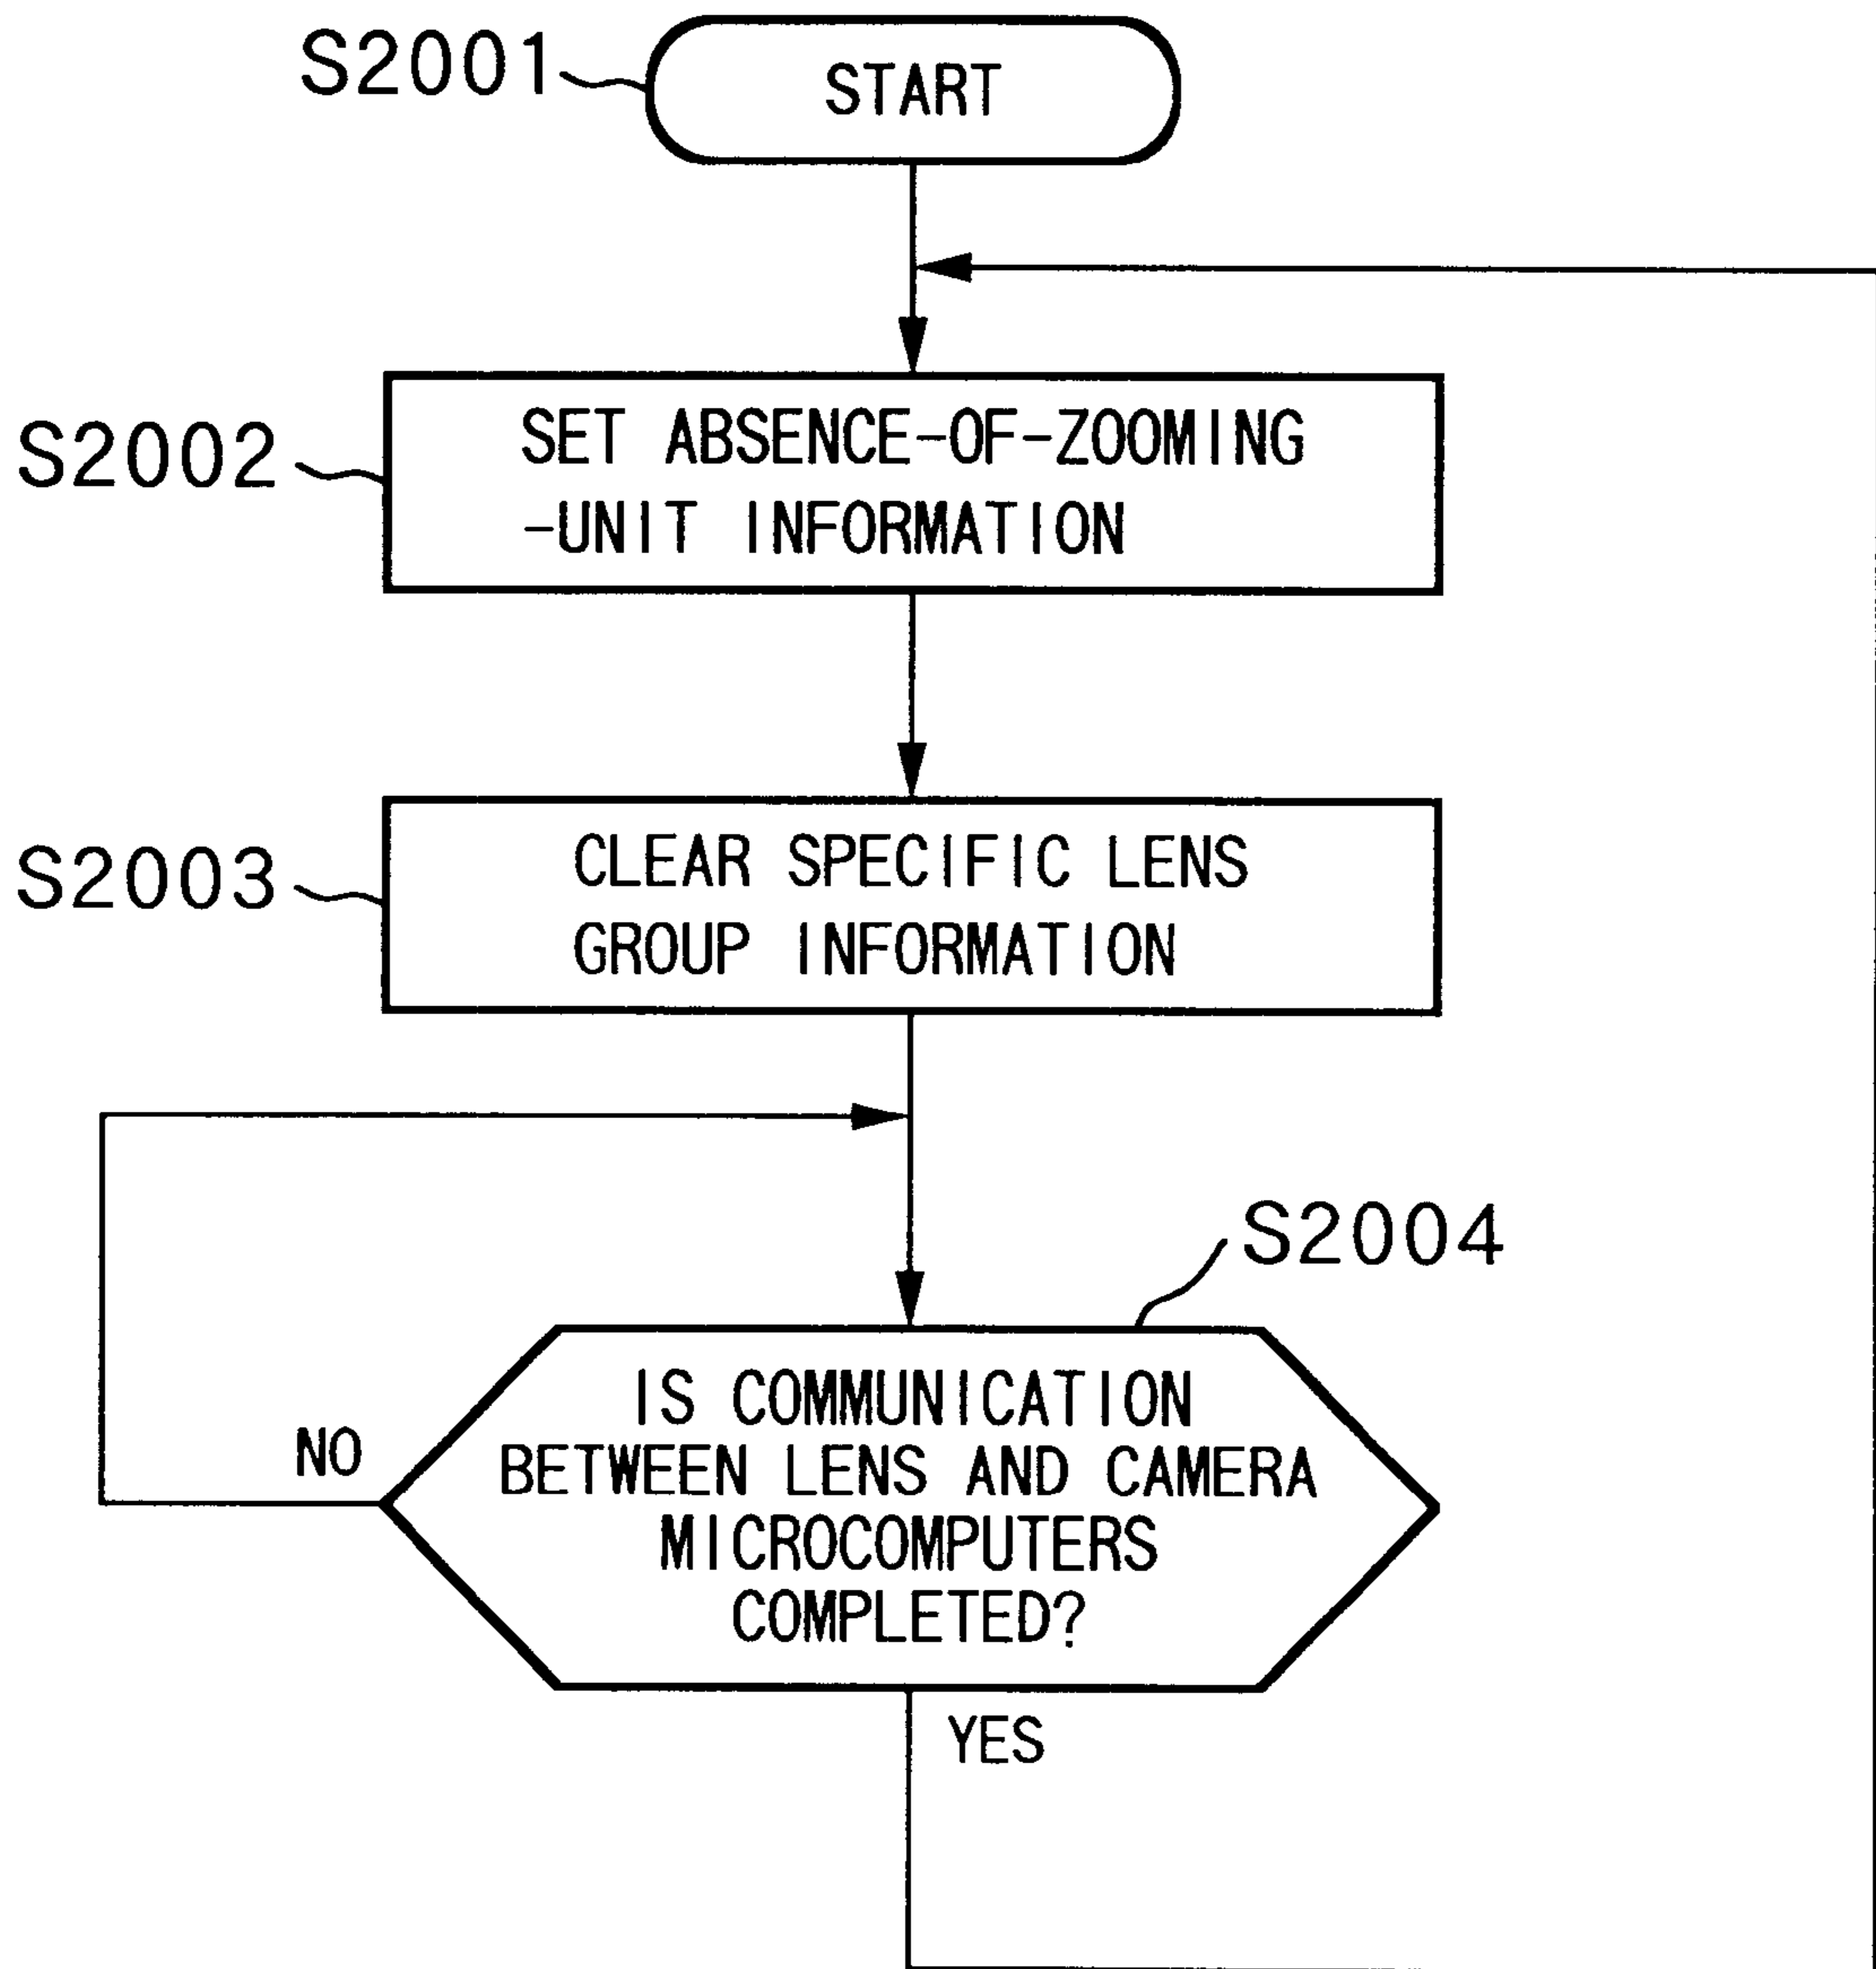 S2001
START
S2002
SET ABSENCE-OF-ZOOMING
-UNIT INFORMATION
S2003
CLEAR SPECIFIC LENS
GROUP INFORMATION
S2004
IS COMMUNICATION
BETWEEN LENS AND CAMERA
MICROCOMPUTERS
COMPLETED?
NO
YES